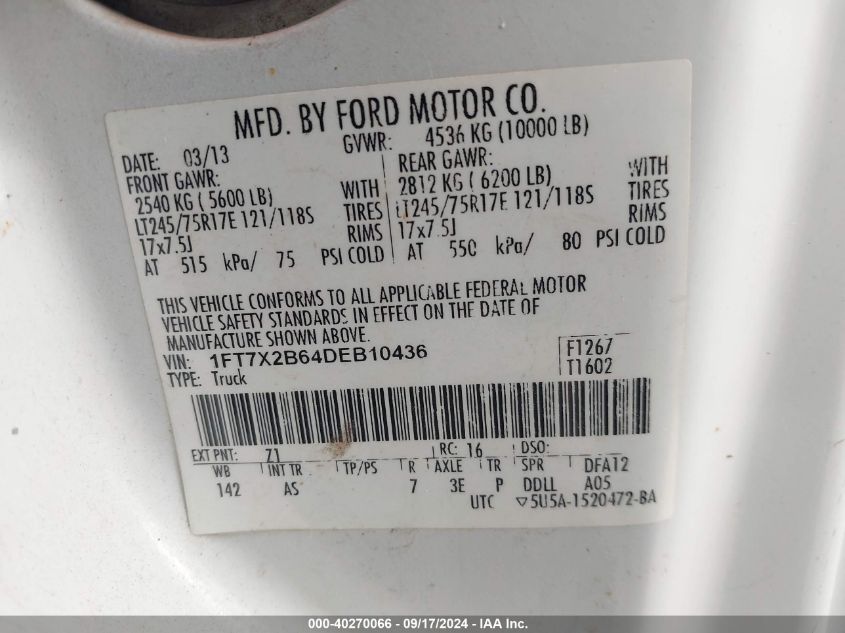 MFD. BY FORD MOTOR CO.
DATE: 03/13 GVWR: 4536 KG (10000 LB)
FRONT GAWR: REAR GAWR:
2540 KG ( 5600 LB) WITH 2812 KG ( 6200 LB) WITH
LT245/75R17E 121/118S TIRES LT245/75R17E 121/118S TIRES
17x7.5J RIMS 17x7.5J RIMS
AT 515 kPa/ 75 PSI COLD AT 550 kPa/ 80 PSI COLD
THIS VEHICLE CONFORMS TO ALL APPLICABLE FEDERAL MOTOR
VEHICLE SAFETY STANDARDS IN EFFECT ON THE DATE OF
MANUFACTURE SHOWN ABOVE.
VIN: 1FT7X2B64DEB10436 F1267
TYPE: Truck T1602
EXT PNT: Z1 RC: 16 DSO:
WB INT TR TP/PS R AXLE TR SPR DFA12
142 AS 7 3E P DDLL A05
UTC ▽5U5A-1520472-BA
000-40270066 - 09/17/2024 - IAA Inc.